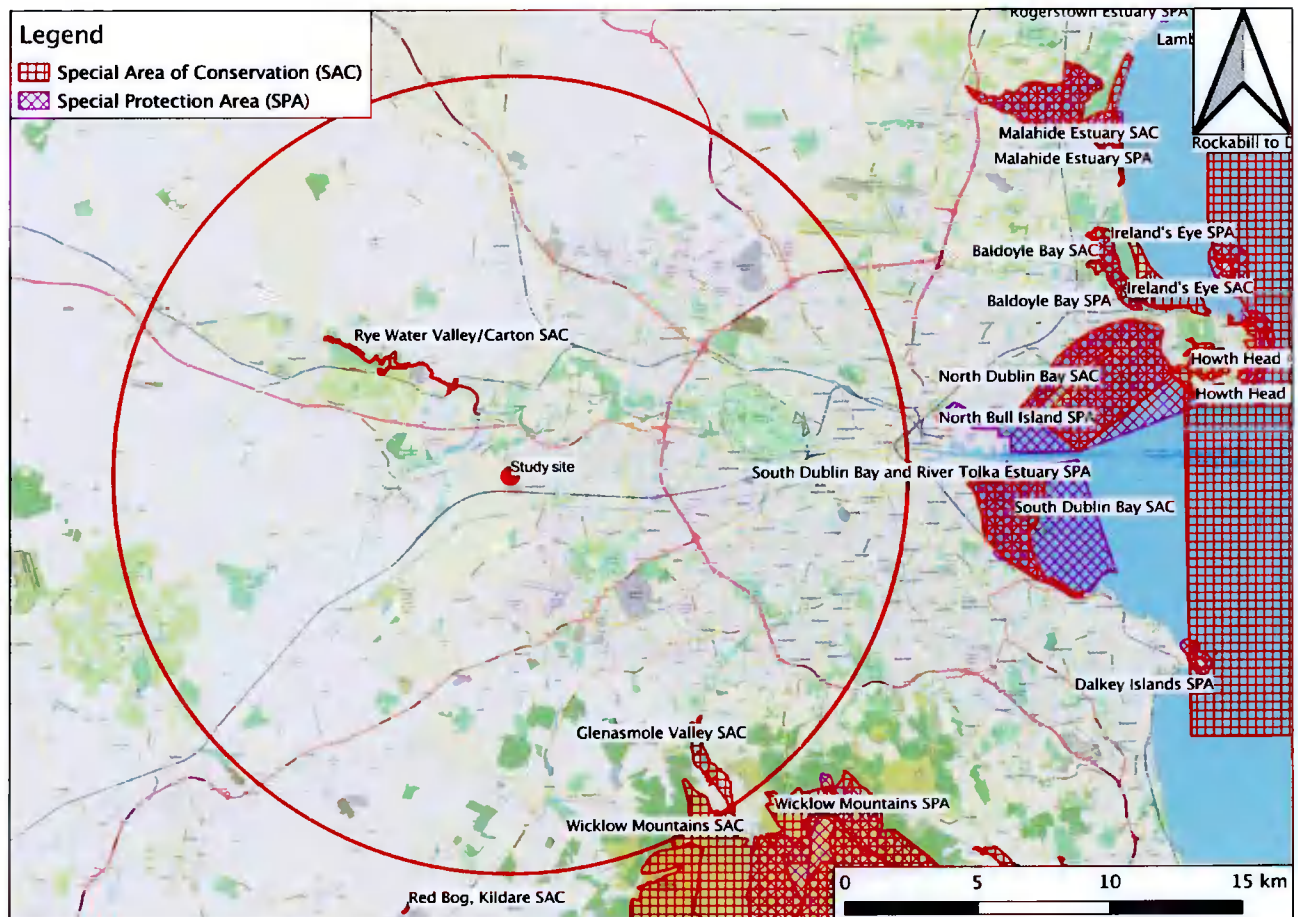 Legend
Special Area of Conservation (SAC)
Special Protection Area (SPA)
Rogerstown Estuary SPA
Lamb
Malahide Estuary SAC
Malahide Estuary SPA
Rockabill to D
Ireland's Eye SPA
Baldoyle Bay SAC
Ireland's Eye SAC
Baldoyle Bay SPA
Rye Water Valley/Carton SAC
Howth Head
North Dublin Bay SAC
Howth Head
North Bull Island SPA
Study site
South Dublin Bay and River Tolka Estuary SPA
South Dublin Bay SAC
Dalkey Islands SPA
Glenasmole Valley SAC
Wicklow Mountains SPA
Wicklow Mountains SAC
Red Bog, Kildare SAC
0 5 10 15 km